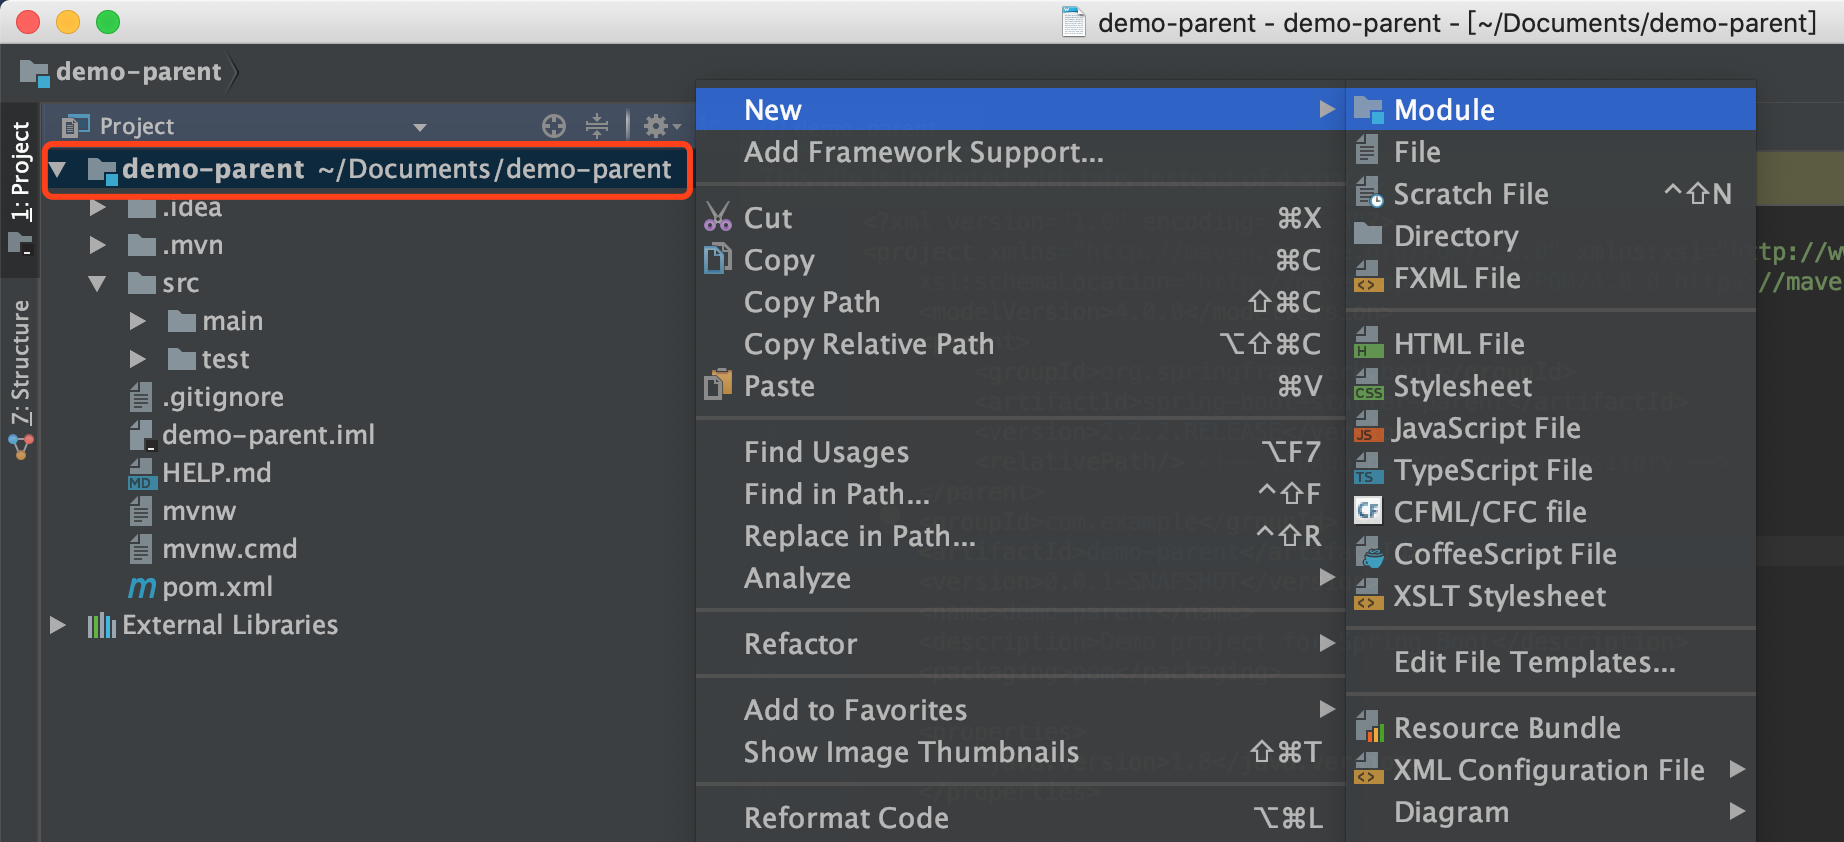 demo-parent - demo-parent - [~/Documents/demo-parent]
demo-parent
1: Project
7: Structure
Project
demo-parent ~/Documents/demo-parent
.idea
.mvn
src
main
test
.gitignore
demo-parent.iml
HELP.md
mvnw
mvnw.cmd
pom.xml
External Libraries
New
Add Framework Support...
Cut ⌘X
Copy ⌘C
Copy Path ⇧⌘C
Copy Relative Path ⌥⇧⌘C
Paste ⌘V
Find Usages ⌥F7
Find in Path... ^⇧F
Replace in Path... ^⇧R
Analyze
Refactor
Add to Favorites
Show Image Thumbnails ⇧⌘T
Reformat Code ⌥⌘L
Module
File
Scratch File ^⇧N
Directory
FXML File
HTML File
Stylesheet
JavaScript File
TypeScript File
CFML/CFC file
CoffeeScript File
XSLT Stylesheet
Edit File Templates...
Resource Bundle
XML Configuration File
Diagram
tp://w
//mave